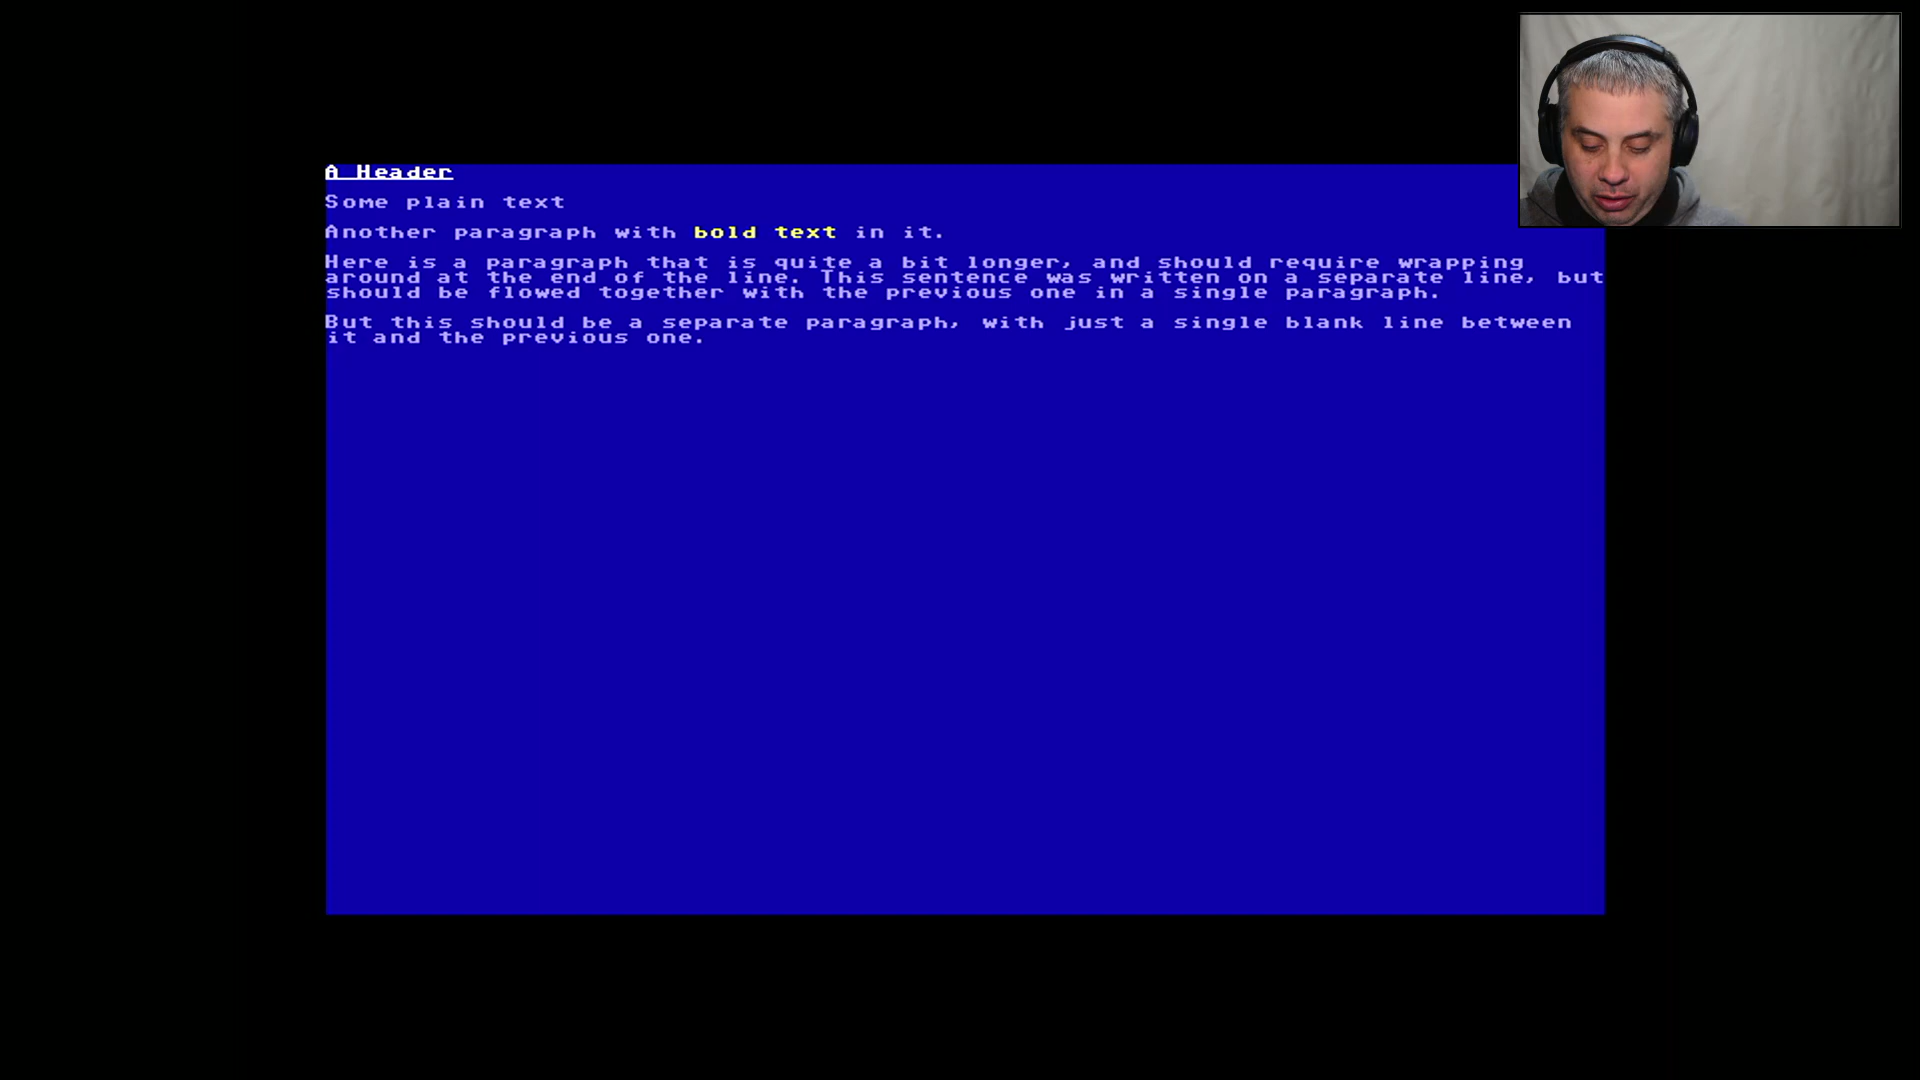 A Header
Some plain text
Another paragraph with bold text in it.
Here is a paragraph that is quite a bit longer, and should require wrapping
around at the end of the line. This sentence was written on a separate line, but
should be flowed together with the previous one in a single paragraph.
But this should be a separate paragraph, with just a single blank line between
it and the previous one.